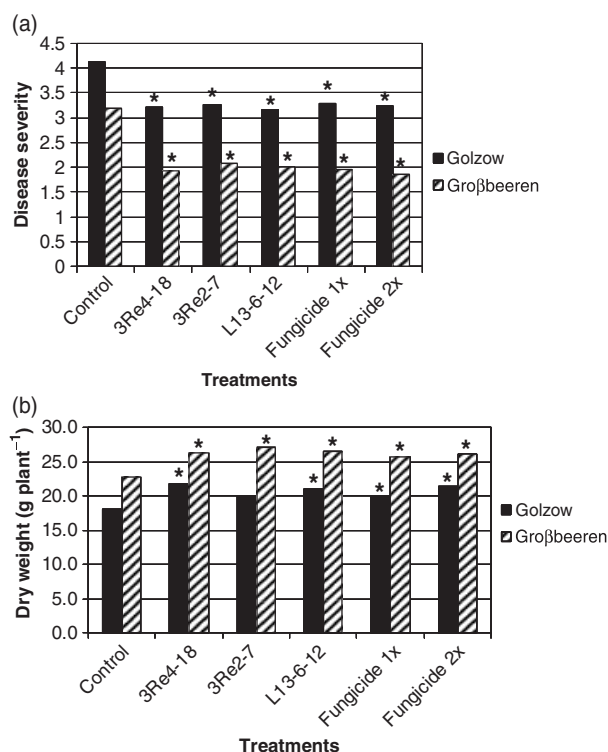 (a)
Disease severity
4.5
4
3.5
3
2.5
2
1.5
1
0.5
0
* * * * *
* * * * *
Golzow
Groβbeeren
Control
3Re4-18
3Re2-7
L13-6-12
Fungicide 1x
Fungicide 2x
Treatments
(b)
Dry weight (g plant⁻¹)
30.0
25.0
20.0
15.0
10.0
5.0
0.0
* * * * *
* * * *
Golzow
Groβbeeren
Control
3Re4-18
3Re2-7
L13-6-12
Fungicide 1x
Fungicide 2x
Treatments